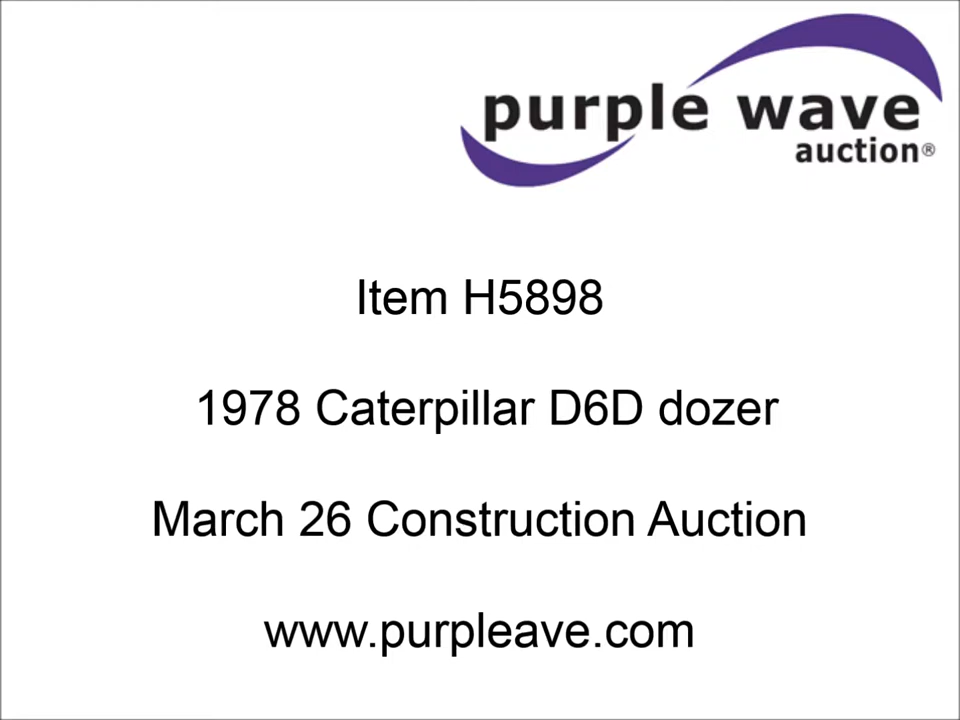 purple wave
auction®
Item H5898
1978 Caterpillar D6D dozer
March 26 Construction Auction
www.purpleave.com